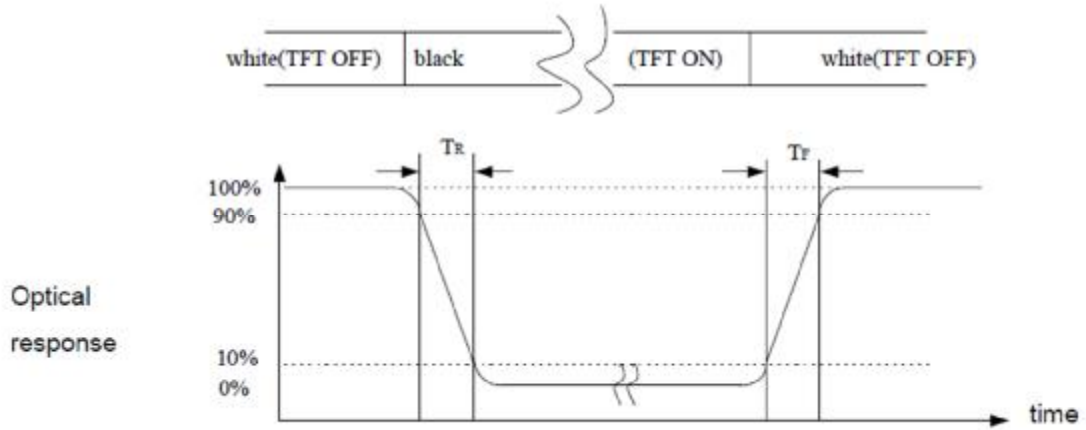 white(TFT OFF) black (TFT ON) white(TFT OFF)
TR TF
100%
90%
Optical
response
10%
0%
time